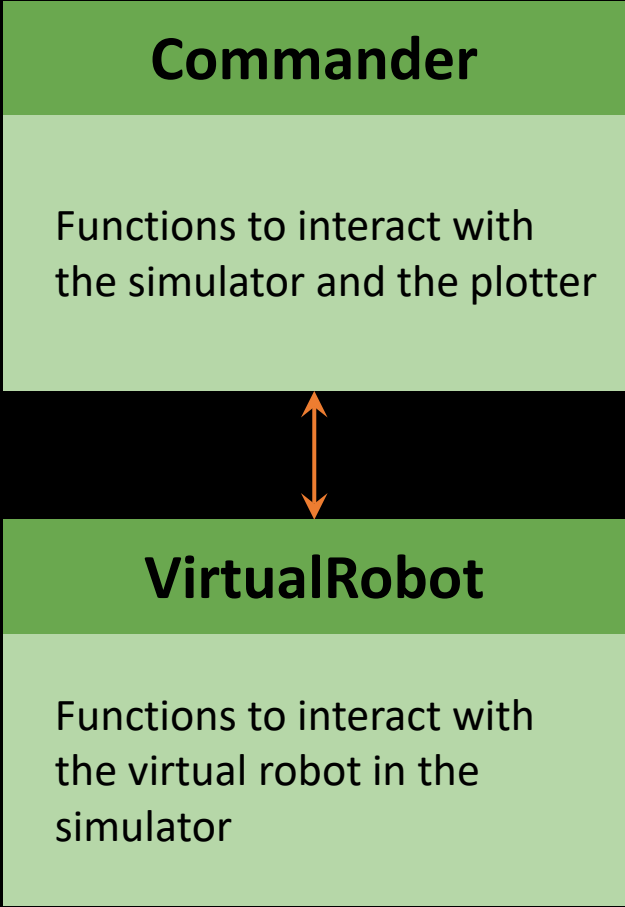 Commander
Functions to interact with
the simulator and the plotter
VirtualRobot
Functions to interact with
the virtual robot in the
simulator